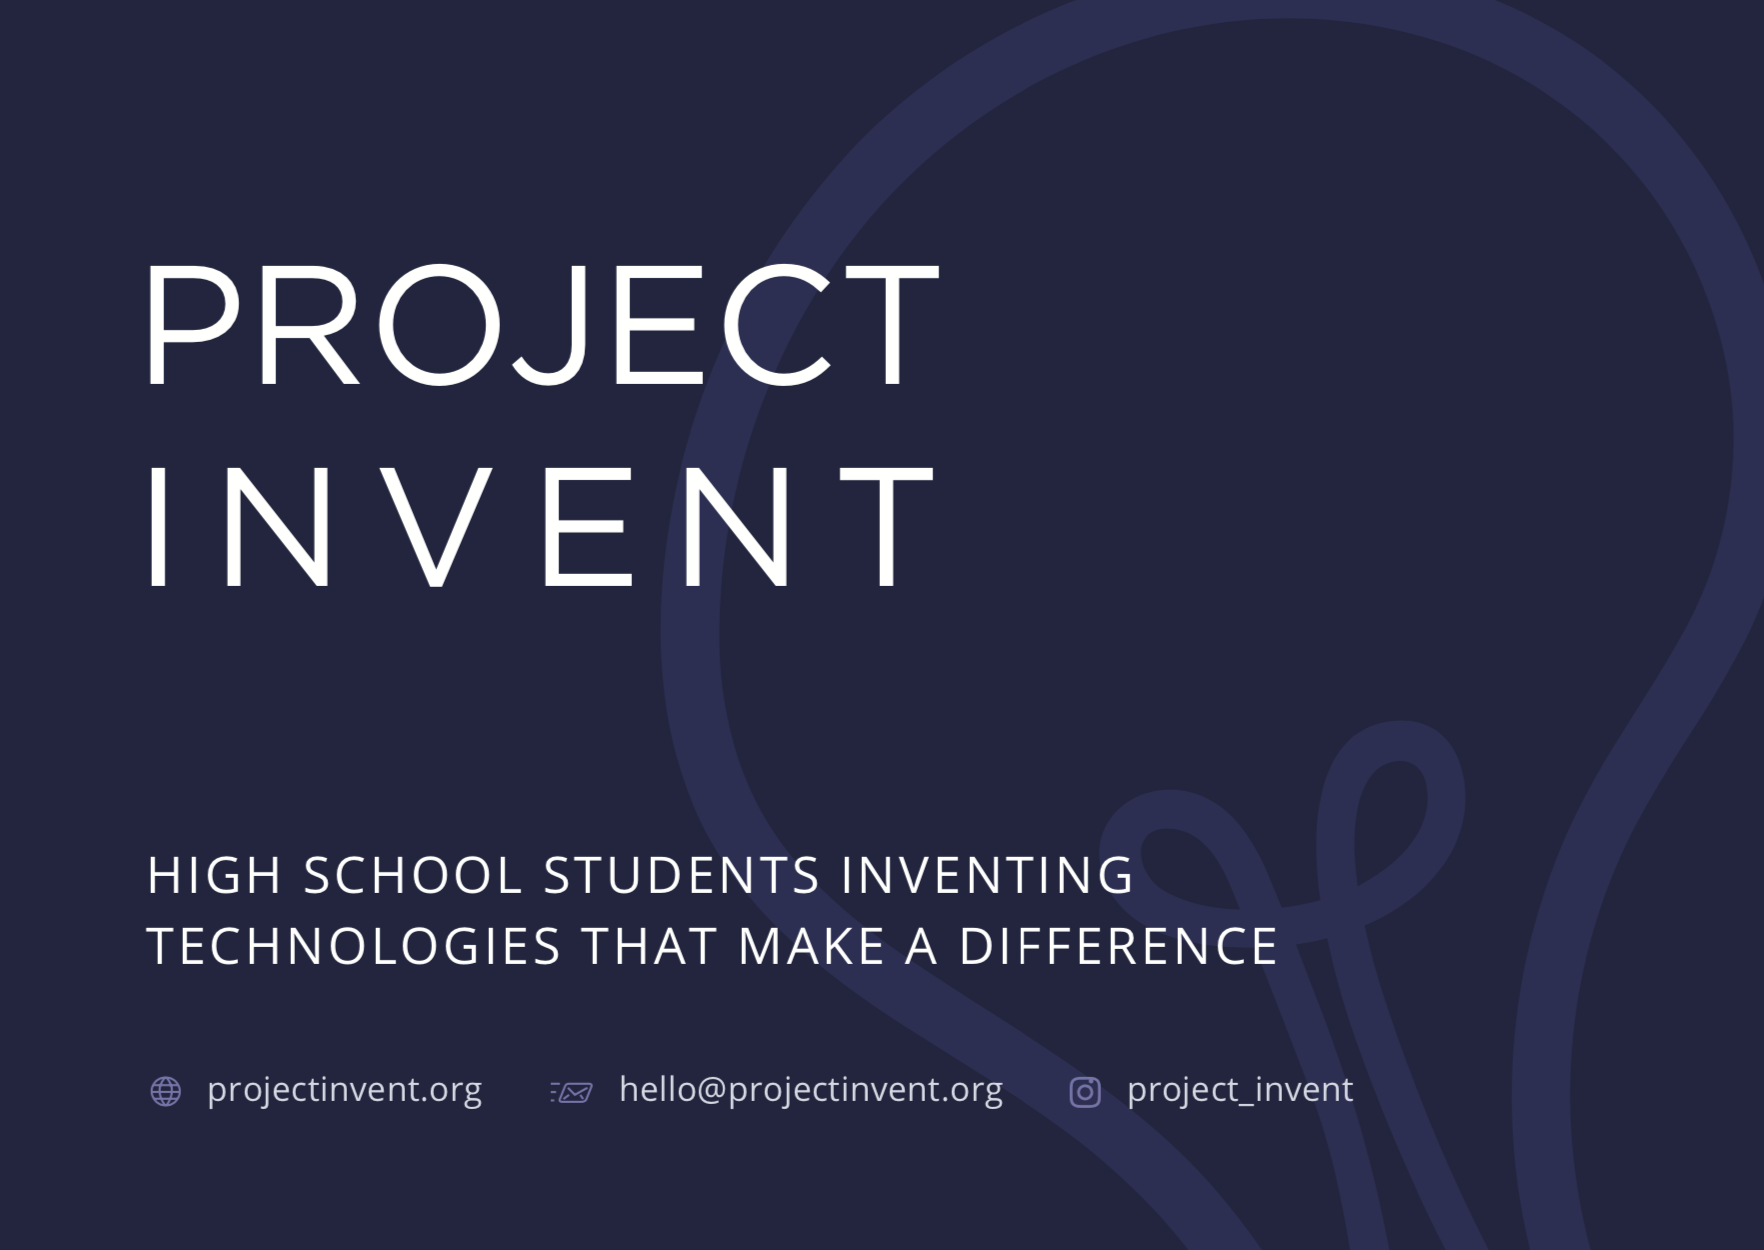 PROJECT
INVENT
HIGH SCHOOL STUDENTS INVENTING
TECHNOLOGIES THAT MAKE A DIFFERENCE
projectinvent.org hello@projectinvent.org project_invent